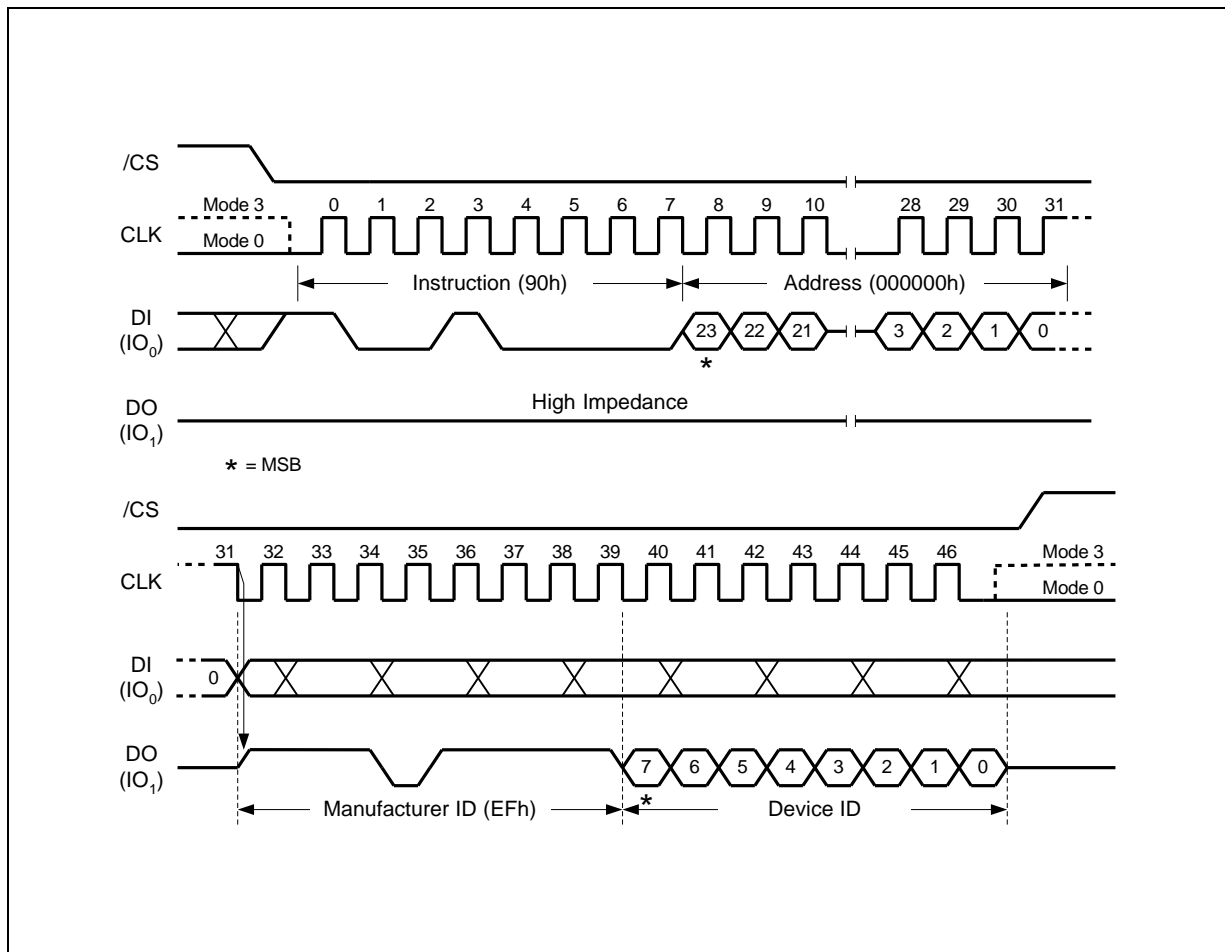 /CS
Mode 3
0 1 2 3 4 5 6 7 8 9 10 28 29 30 31
CLK
Mode 0
Instruction (90h) Address (000000h)
DI
(IO0)
23 22 21 3 2 1 0
*
High Impedance
DO
(IO1)
* = MSB
/CS
31 32 33 34 35 36 37 38 39 40 41 42 43 44 45 46
Mode 3
CLK
Mode 0
DI
(IO0)
0
DO
(IO1)
7 6 5 4 3 2 1 0
*
Manufacturer ID (EFh) Device ID